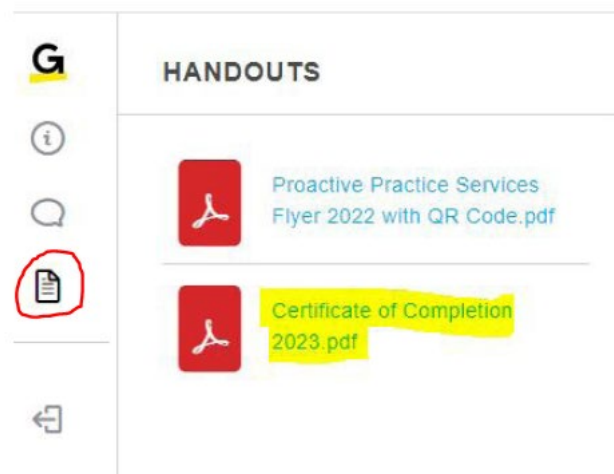 G
HANDOUTS
Proactive Practice Services
Flyer 2022 with QR Code.pdf
Certificate of Completion
2023.pdf